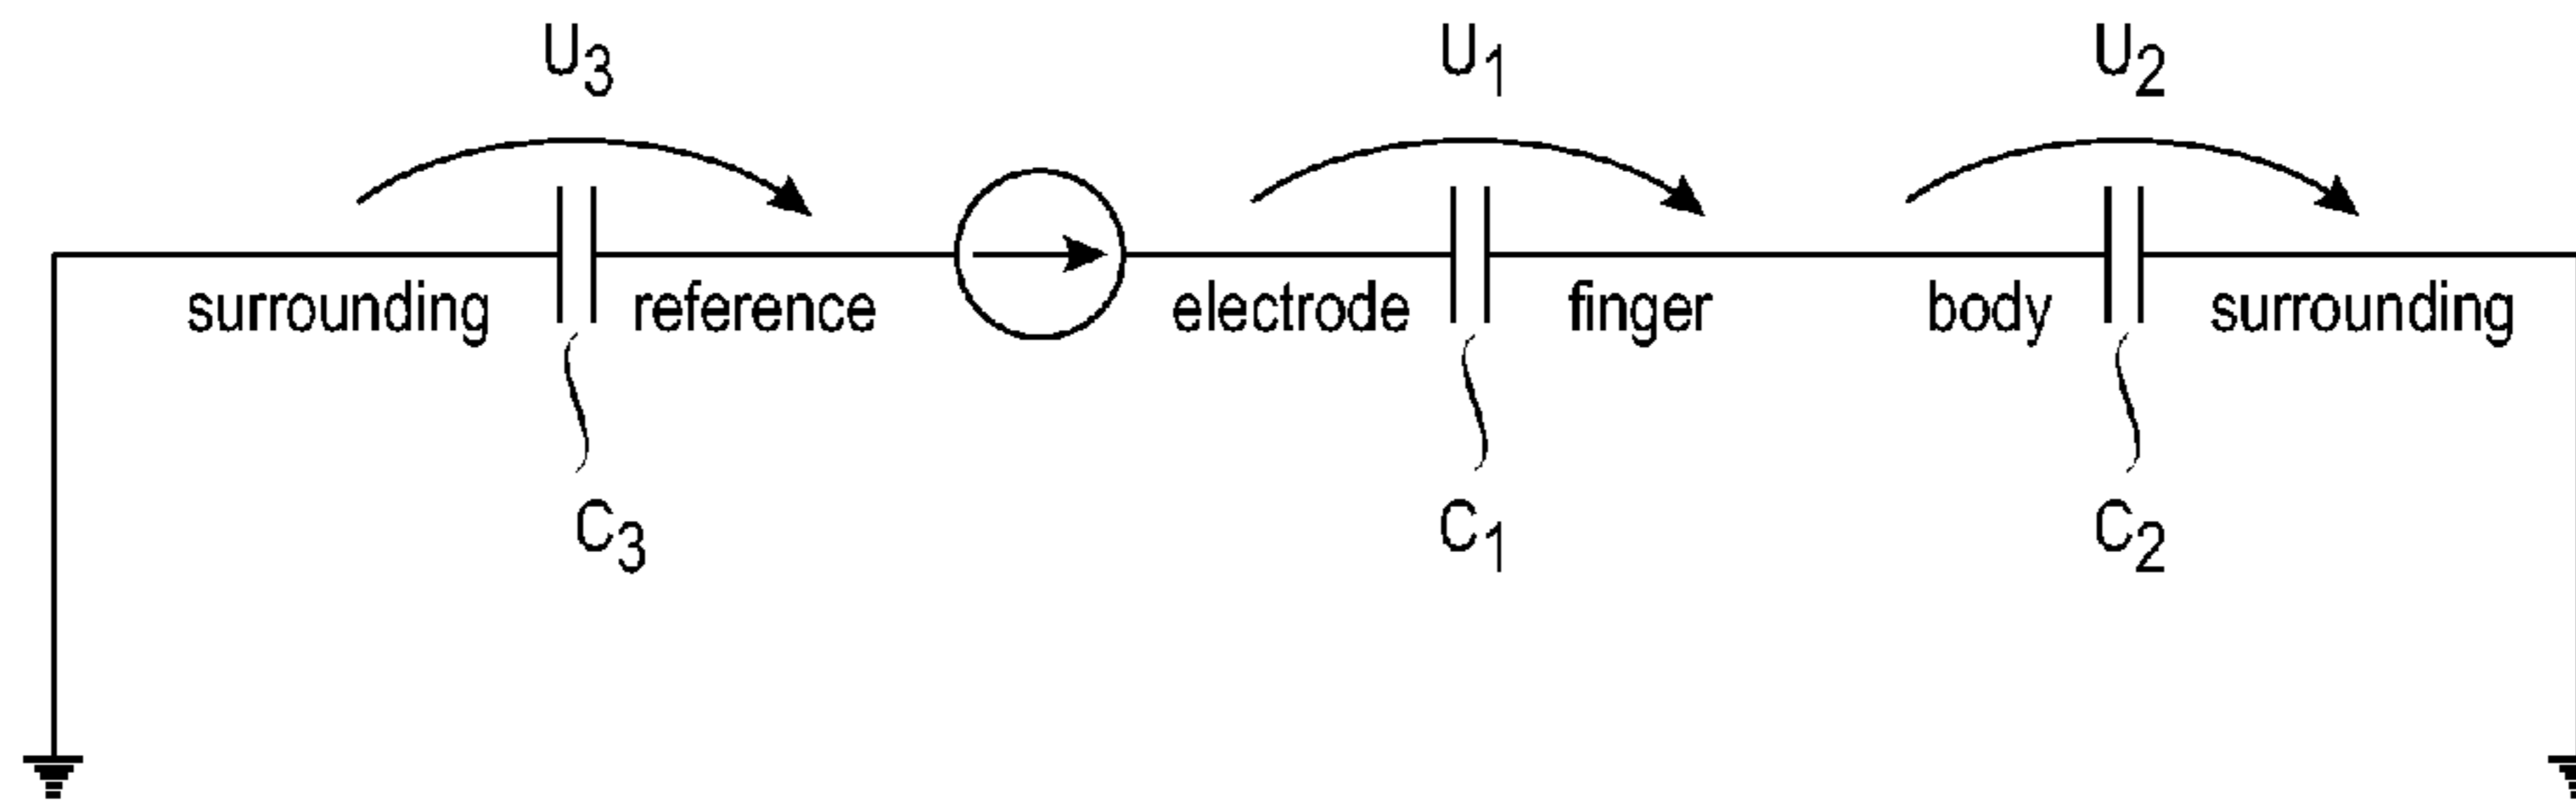 U3 U1 U2
surrounding reference electrode finger body surrounding
C3 C1 C2